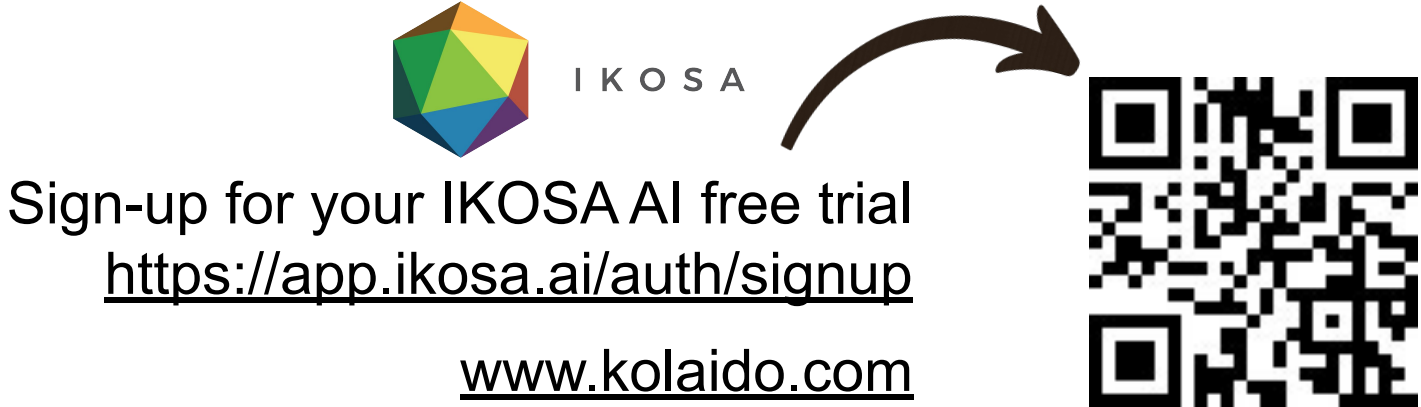 IKOSA
Sign-up for your IKOSA AI free trial
https://app.ikosa.ai/auth/signup
www.kolaido.com